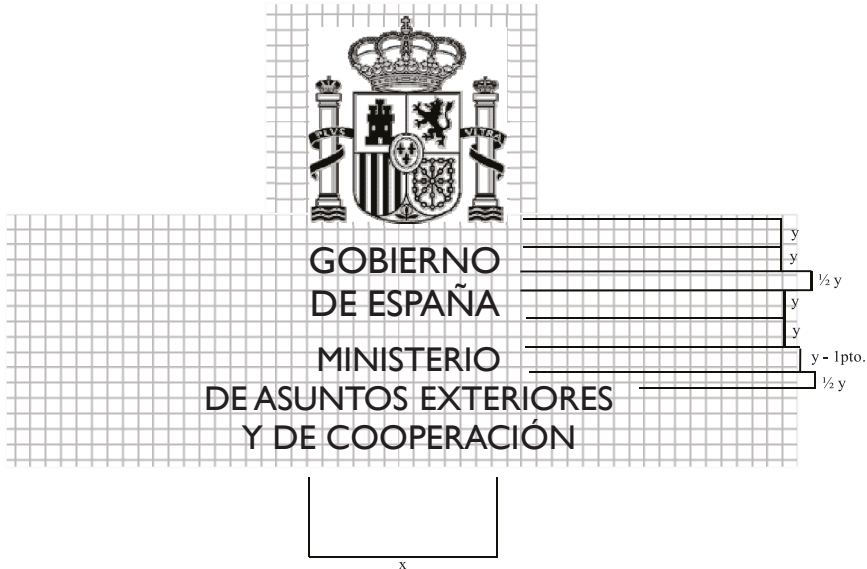 PLVS VLTRA
y
GOBIERNO
y
½ y
DE ESPAÑA
y
y
MINISTERIO
y - 1pto.
½ y
DE ASUNTOS EXTERIORES
Y DE COOPERACIÓN
x